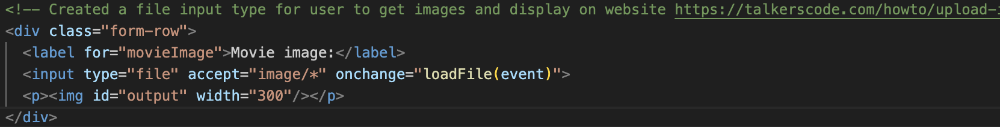 <!-- Created a file input type for user to get images and display on website https://talkerscode.com/howto/upload-
<div class="form-row">
<label for="movieImage">Movie image:</label>
<input type="file" accept="image/*" onchange="loadFile(event)">
<p><img id="output" width="300"/></p>
</div>